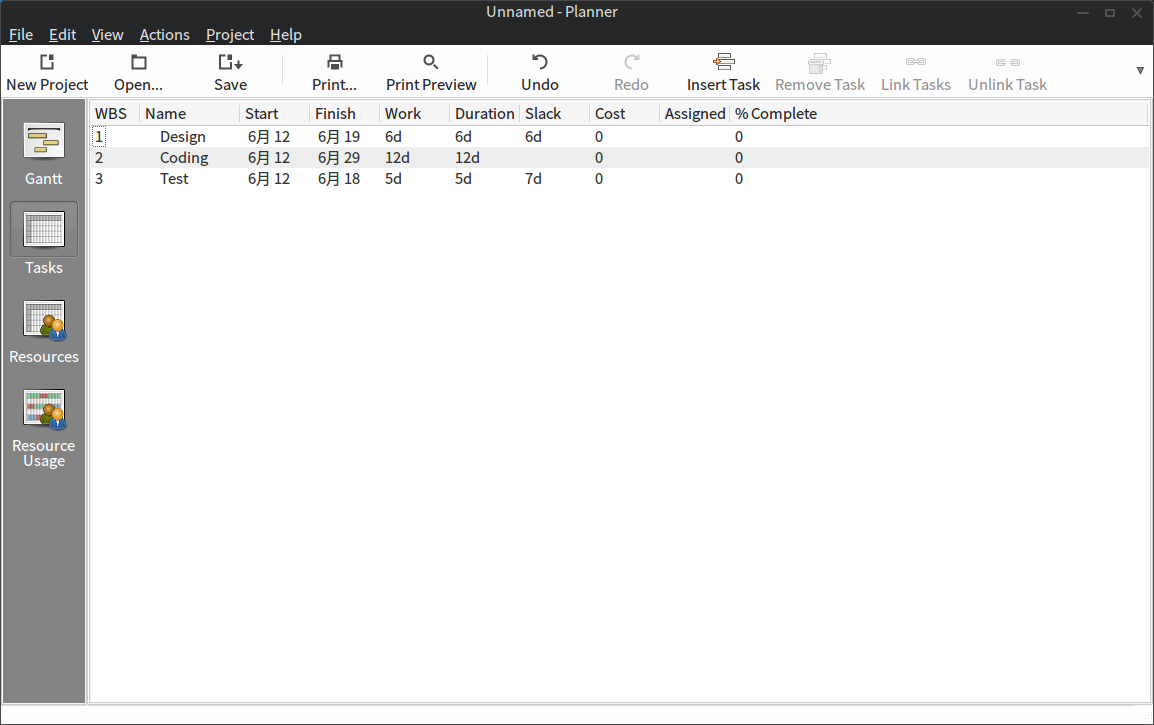 Unnamed - Planner
File Edit View Actions Project Help
New Project Open... Save Print... Print Preview Undo Redo Insert Task Remove Task Link Tasks Unlink Task
WBS Name Start Finish Work Duration Slack Cost Assigned % Complete
1 Design 6月 12 6月 19 6d 6d 6d 0 0
2 Coding 6月 12 6月 29 12d 12d 0 0
3 Test 6月 12 6月 18 5d 5d 7d 0 0
Gantt
Tasks
Resources
Resource
Usage